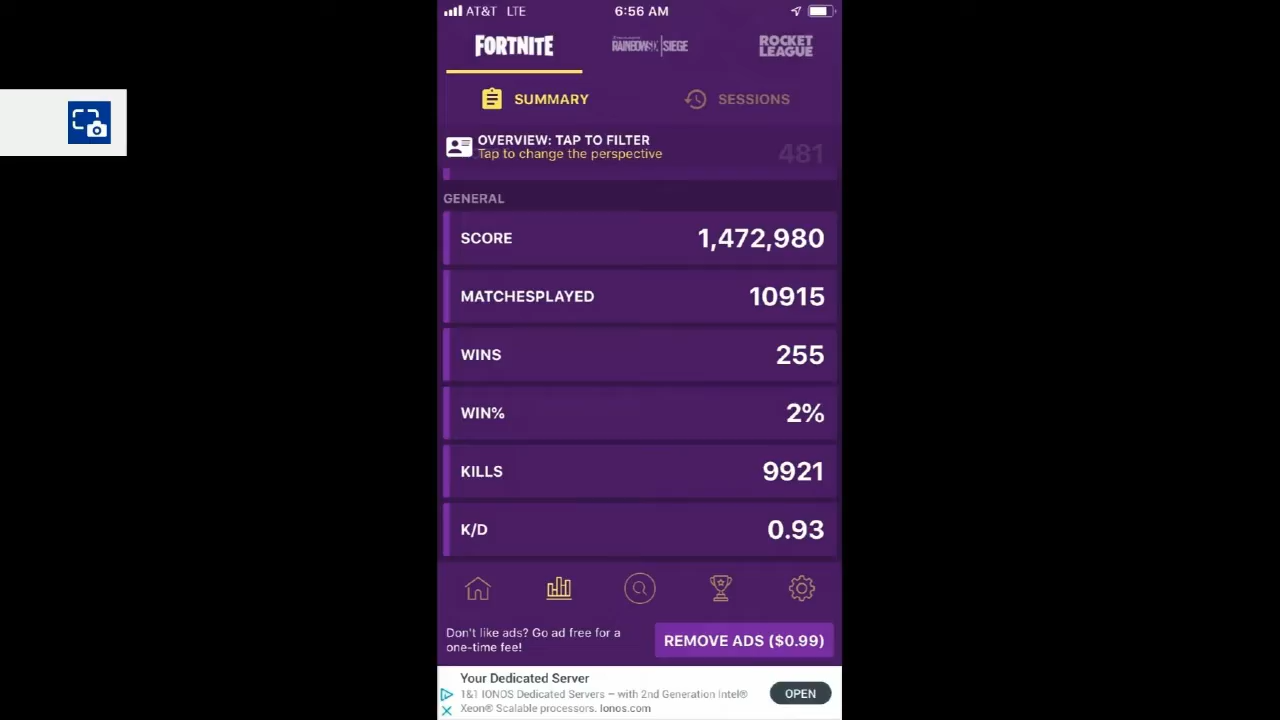 AT&T LTE 6:56 AM
FORTNITE RAINBOW SIX | SIEGE ROCKET LEAGUE
SUMMARY SESSIONS
OVERVIEW: TAP TO FILTER
Tap to change the perspective 481
GENERAL
SCORE 1,472,980
MATCHESPLAYED 10915
WINS 255
WIN% 2%
KILLS 9921
K/D 0.93
Don't like ads? Go ad free for a
one-time fee!
REMOVE ADS ($0.99)
Your Dedicated Server
1&1 IONOS Dedicated Servers – with 2nd Generation Intel®
Xeon® Scalable processors. Ionos.com
OPEN